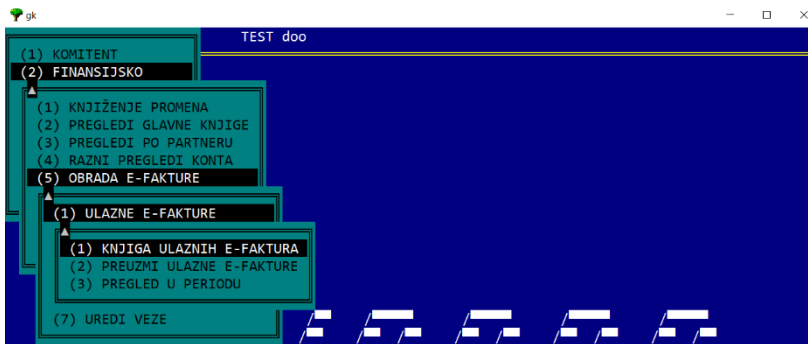 gk
TEST doo
(1) KOMITENT
(2) FINANSIJSKO
(1) KNJIŽENJE PROMENA
(2) PREGLEDI GLAVNE KNJIGE
(3) PREGLEDI PO PARTNERU
(4) RAZNI PREGLEDI KONTA
(5) OBRADA E-FAKTURE
(1) ULAZNE E-FAKTURE
(1) KNJIGA ULAZNIH E-FAKTURA
(2) PREUZMI ULAZNE E-FAKTURE
(3) PREGLED U PERIODU
(7) UREDI VEZE